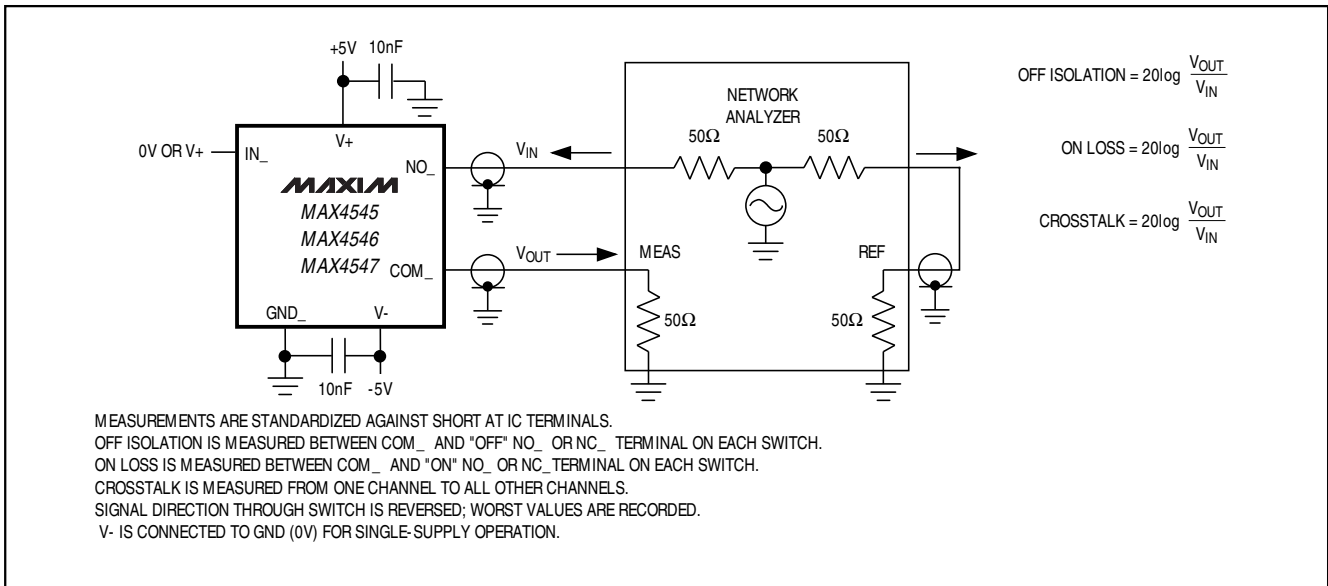 +5V 10nF
V+
0V OR V+ IN_
NO_
MAXIM
MAX4545
MAX4546
MAX4547
COM_
GND_ V-
10nF -5V
VIN
VOUT
NETWORK
ANALYZER
50Ω 50Ω
MEAS REF
50Ω 50Ω
OFF ISOLATION = 20log VOUT
VIN
ON LOSS = 20log VOUT
VIN
CROSSTALK = 20log VOUT
VIN
MEASUREMENTS ARE STANDARDIZED AGAINST SHORT AT IC TERMINALS.
OFF ISOLATION IS MEASURED BETWEEN COM_ AND "OFF" NO_ OR NC_ TERMINAL ON EACH SWITCH.
ON LOSS IS MEASURED BETWEEN COM_ AND "ON" NO_ OR NC_TERMINAL ON EACH SWITCH.
CROSSTALK IS MEASURED FROM ONE CHANNEL TO ALL OTHER CHANNELS.
SIGNAL DIRECTION THROUGH SWITCH IS REVERSED; WORST VALUES ARE RECORDED.
V- IS CONNECTED TO GND (0V) FOR SINGLE-SUPPLY OPERATION.